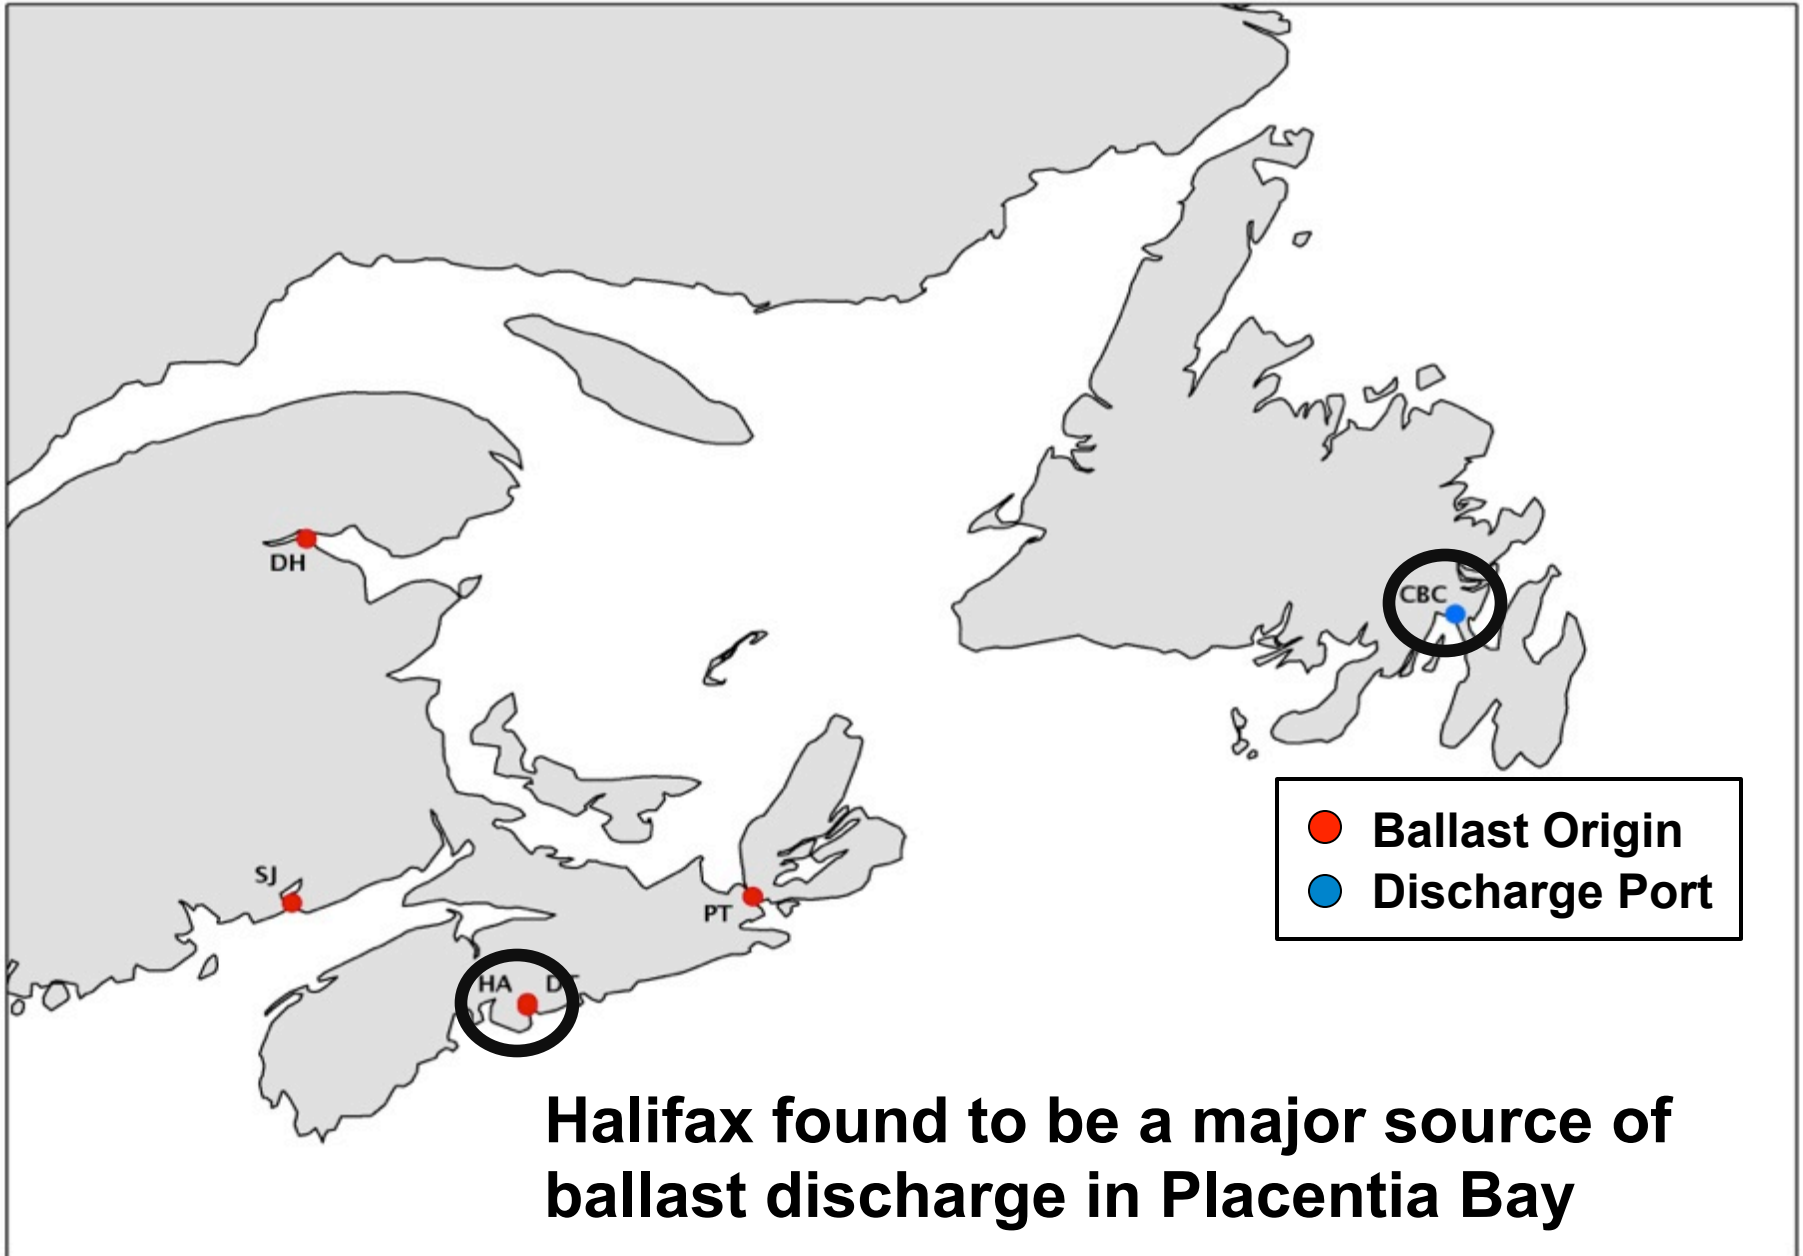 DH
CBC
SJ
PT
HA
Ballast Origin
Discharge Port
Halifax found to be a major source of
ballast discharge in Placentia Bay